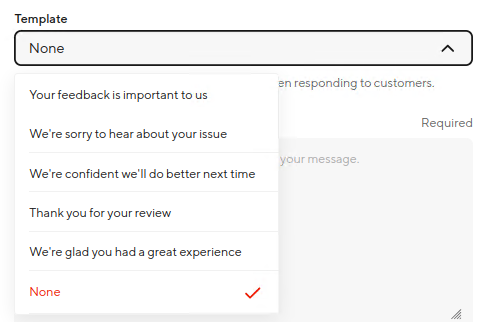 Template
None
en responding to customers.
Your feedback is important to us
Required
We're sorry to hear about your issue
your message.
We're confident we'll do better next time
Thank you for your review
We're glad you had a great experience
None